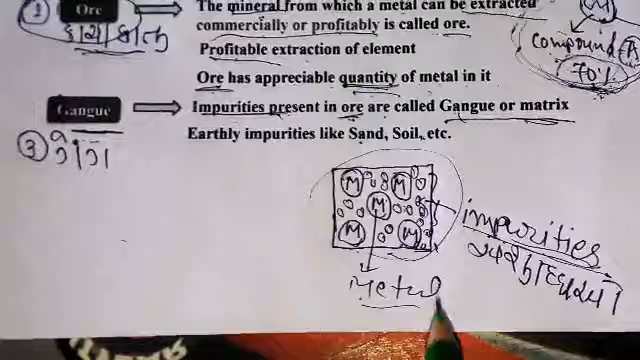 2 Ore The mineral from which a metal can be extracted
commercially or profitably is called ore.
Profitable extraction of element
Ore has appreciable quantity of metal in it
M
compound
70%
Gangue Impurities present in ore are called Gangue or matrix
Earthly impurities like Sand, Soil, etc.
3
M M
M
M M
impurities
Metal